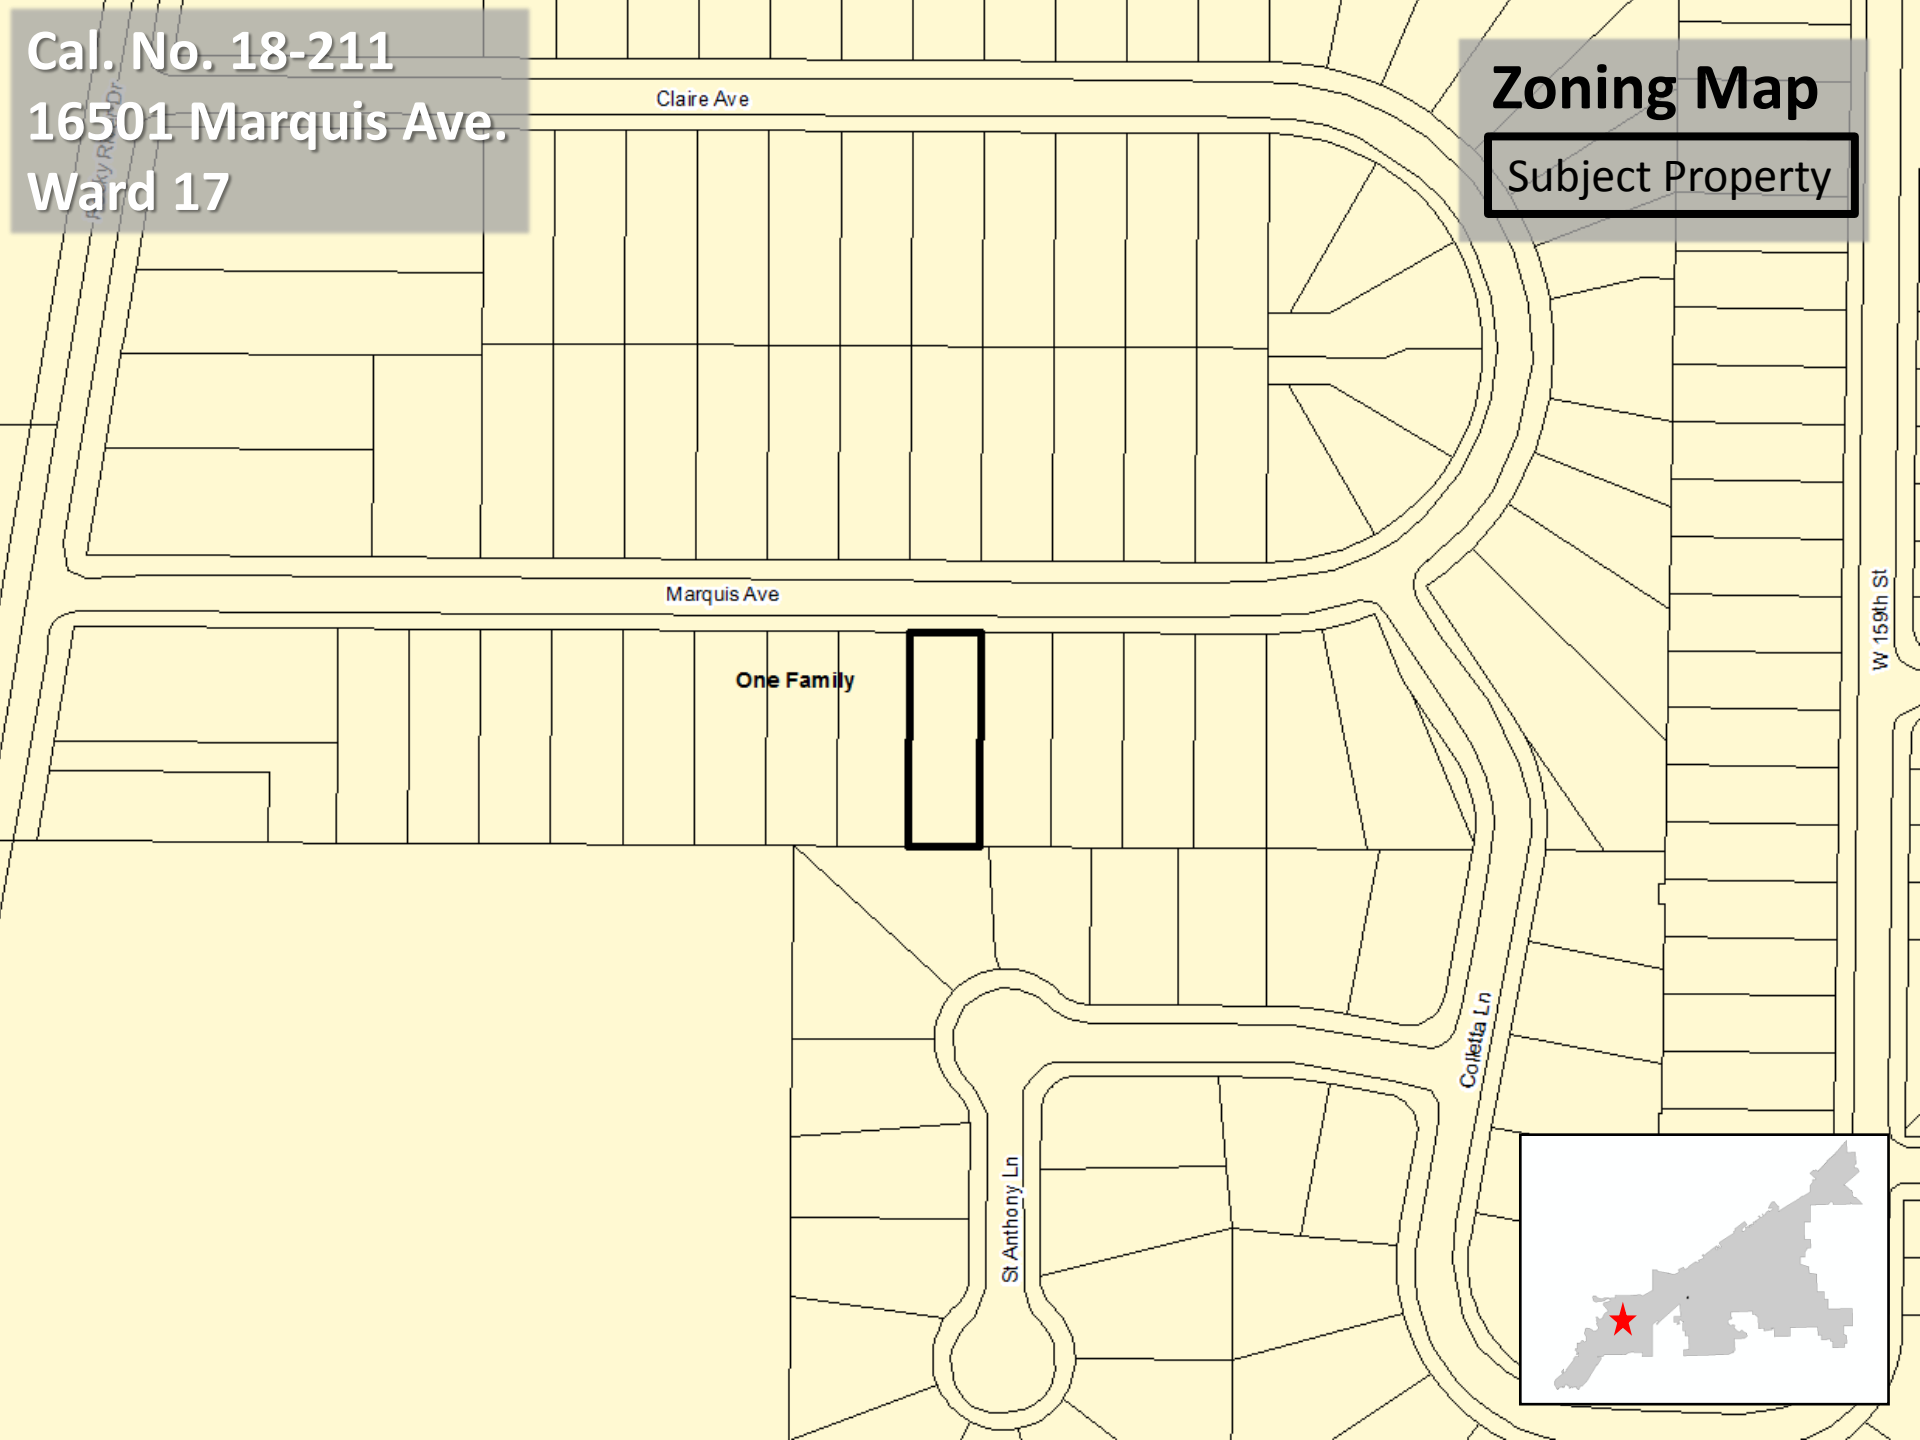 Cal. No. 18-211
16501 Marquis Ave.
Ward 17
Zoning Map
Subject Property
Claire Ave
Marquis Ave
One Family
W 159th St
Colletta Ln
St Anthony Ln